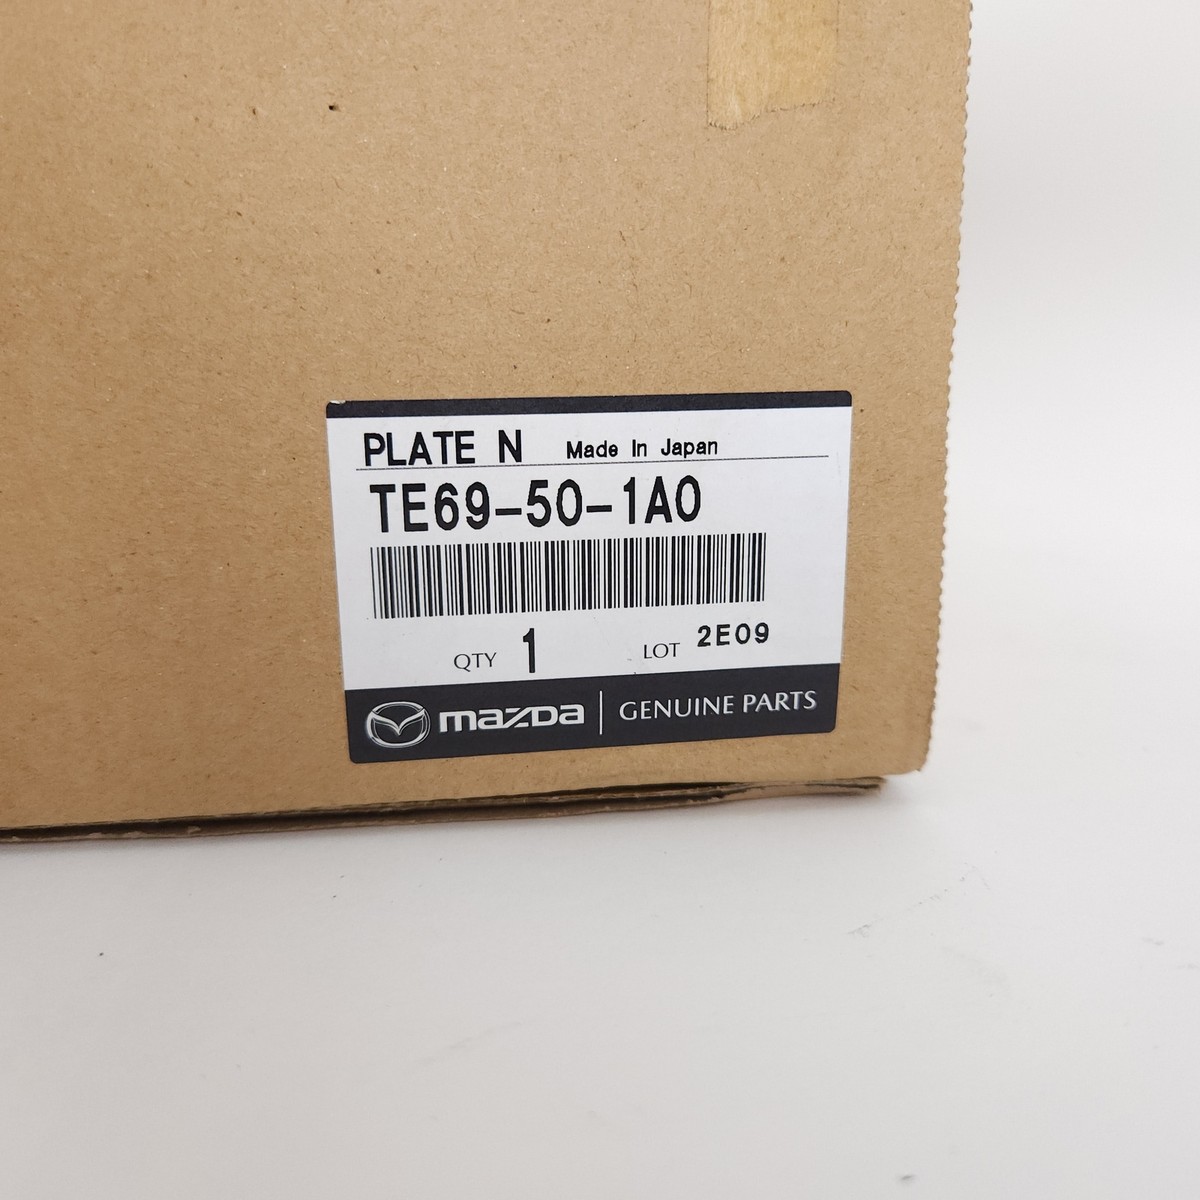 PLATE N Made In Japan
TE69-50-1A0
QTY 1 LOT 2E09
mazda GENUINE PARTS